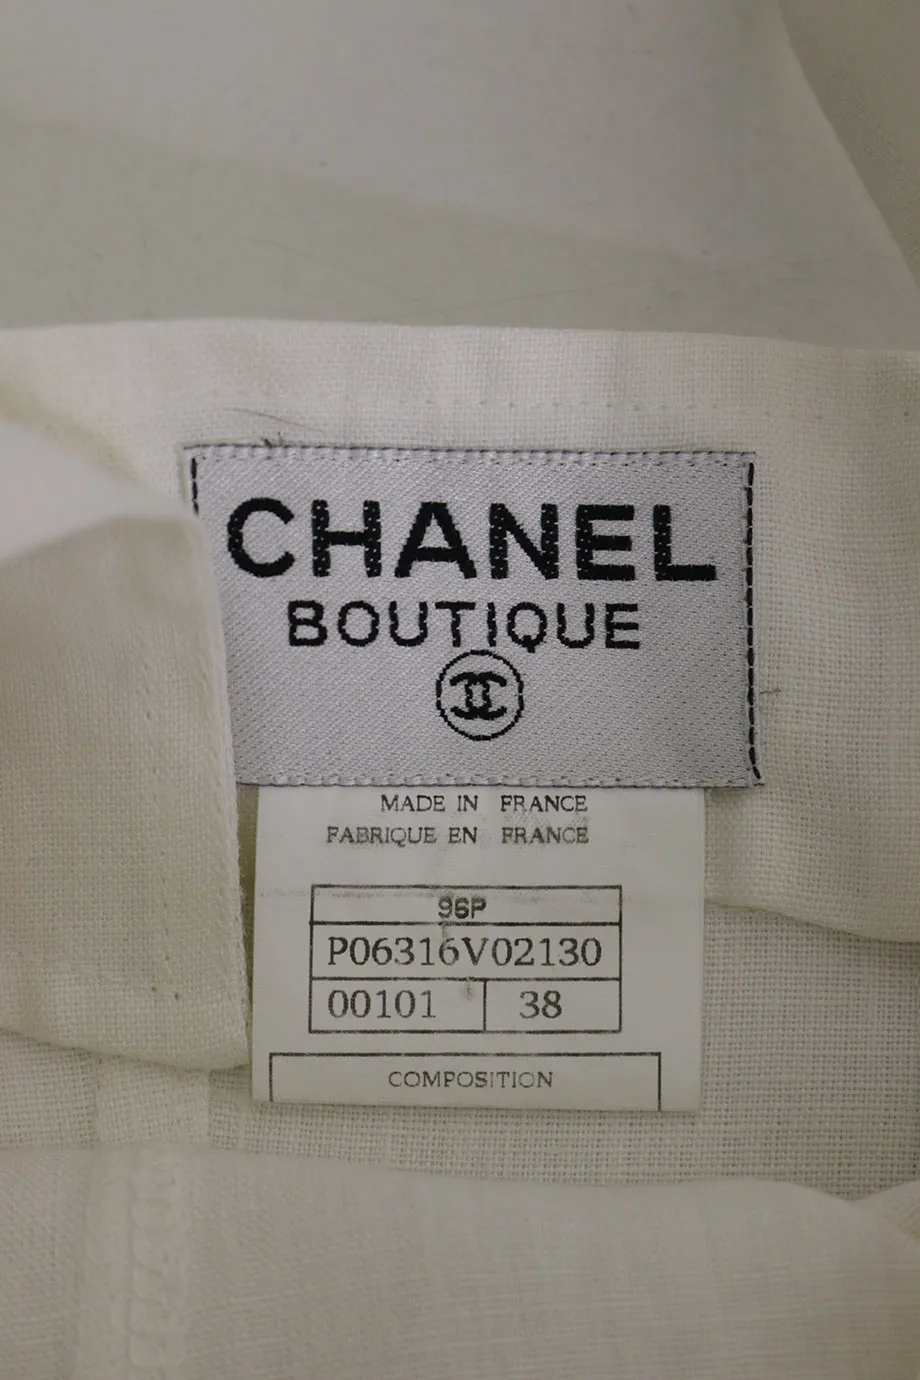 CHANEL
BOUTIQUE
MADE IN FRANCE
FABRIQUE EN FRANCE
96P
P06316V02130
00101 38
COMPOSITION